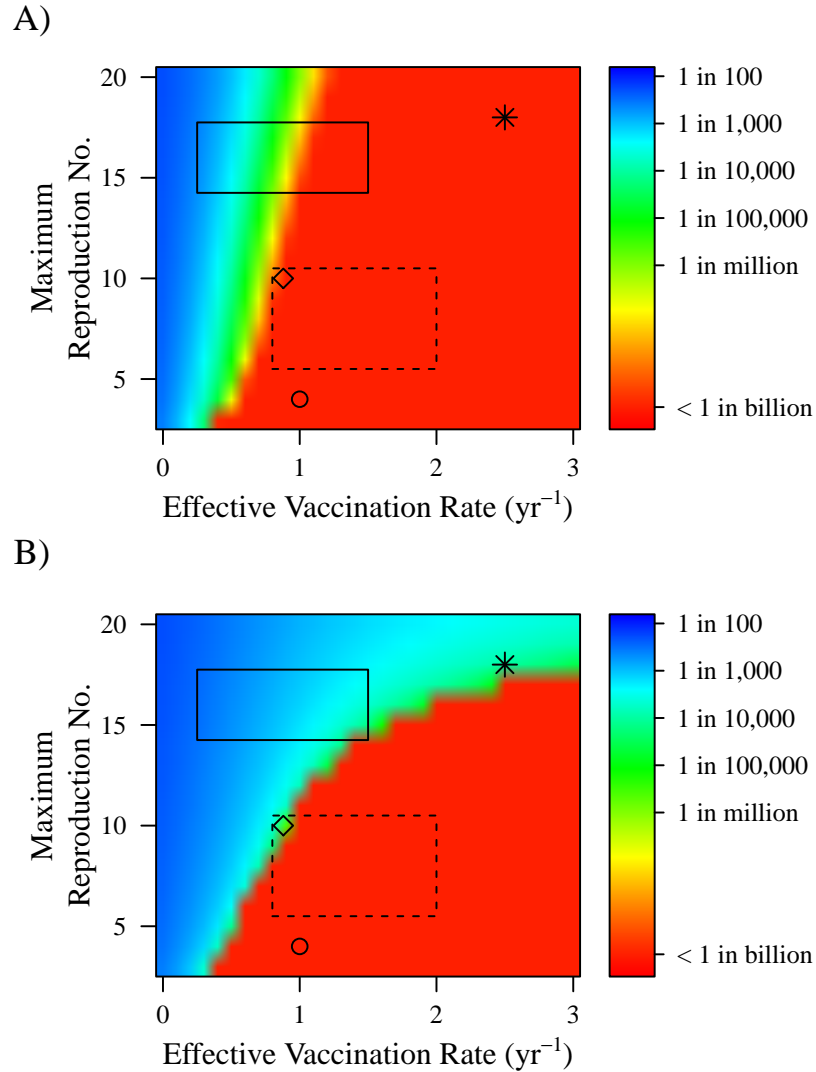 A)
Maximum
Reproduction No.
20
15
10
5
0
1
2
3
Effective Vaccination Rate (yr⁻¹)
1 in 100
1 in 1,000
1 in 10,000
1 in 100,000
1 in million
< 1 in billion
B)
Maximum
Reproduction No.
20
15
10
5
0
1
2
3
Effective Vaccination Rate (yr⁻¹)
1 in 100
1 in 1,000
1 in 10,000
1 in 100,000
1 in million
< 1 in billion